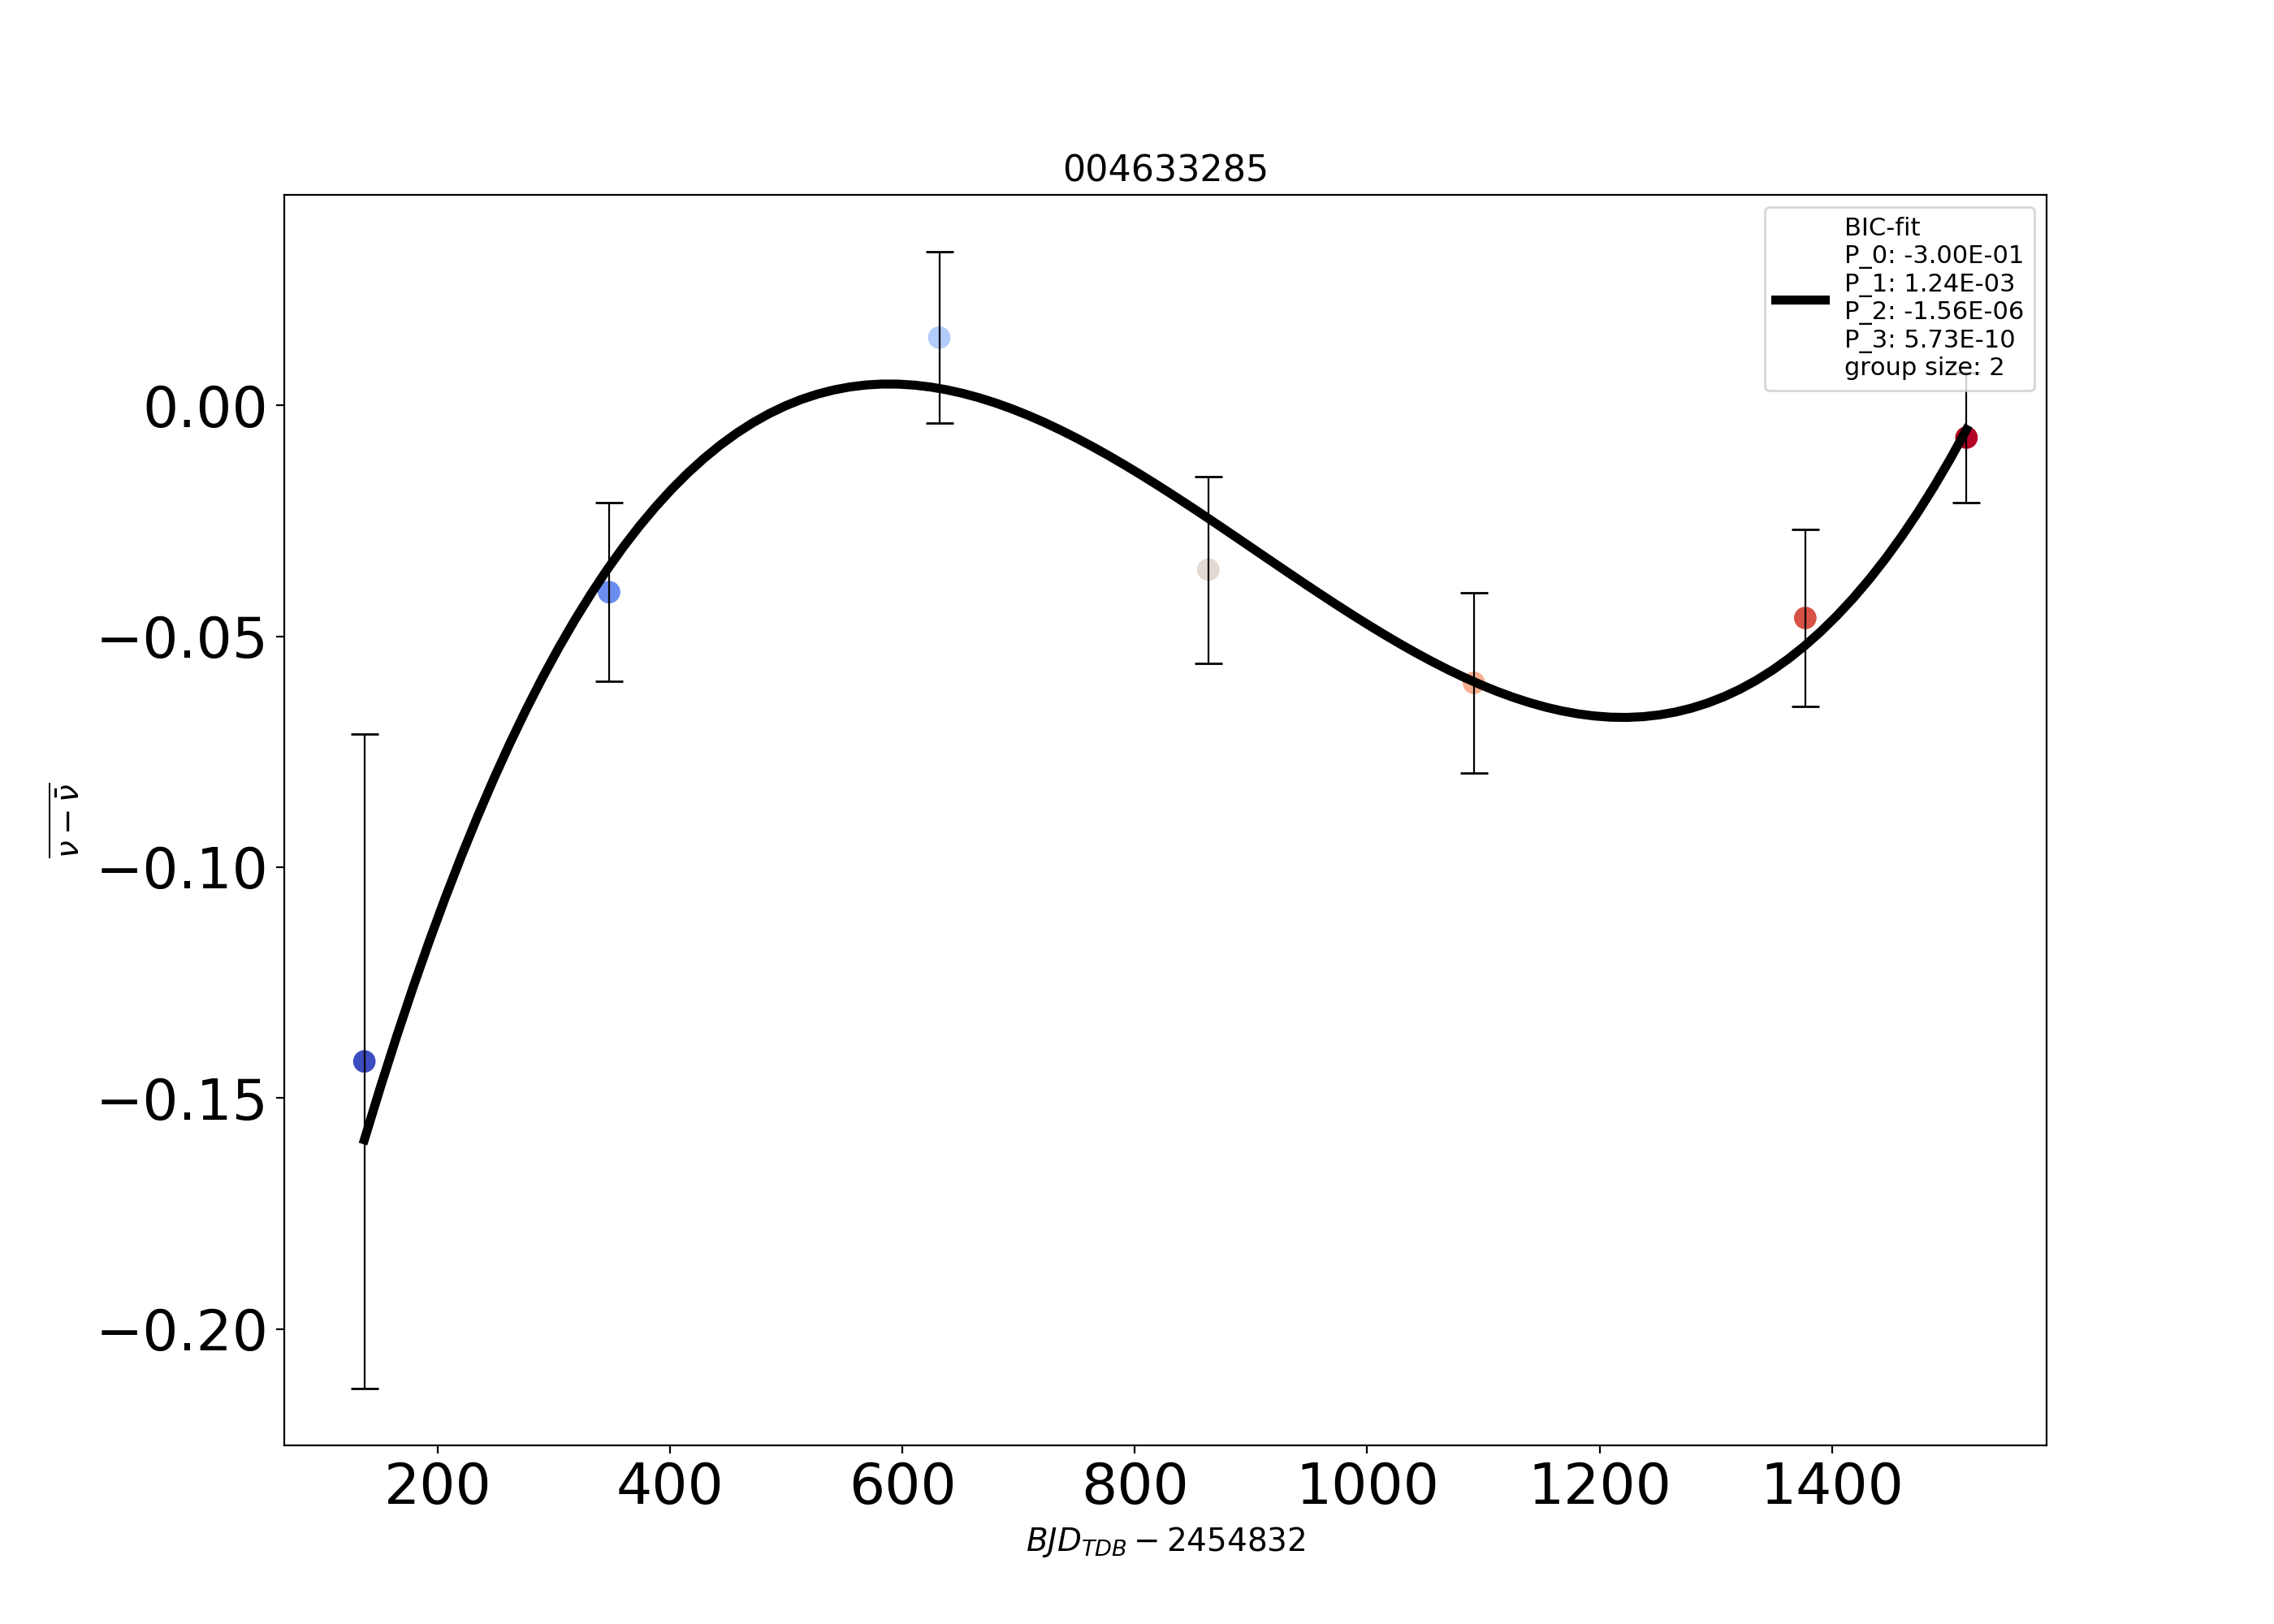 004633285
BIC-fit
P_0: -3.00E-01
P_1: 1.24E-03
P_2: -1.56E-06
P_3: 5.73E-10
group size: 2
0.00
−0.05
−0.10
−0.15
−0.20
ν − ν̄
200 400 600 800 1000 1200 1400
BJD_TDB − 2454832